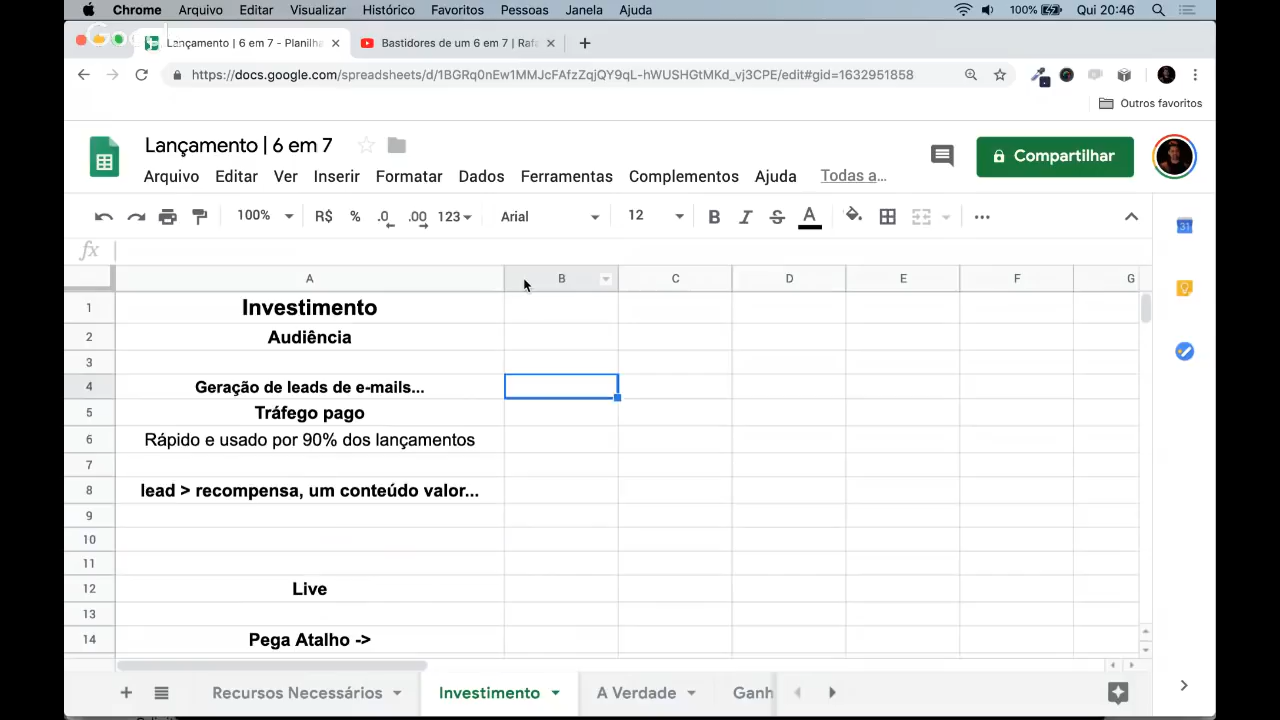 Chrome Arquivo Editar Visualizar Histórico Favoritos Pessoas Janela Ajuda 100% Qui 20:46
Lançamento | 6 em 7 - Planilha
Bastidores de um 6 em 7 | Rafa
https://docs.google.com/spreadsheets/d/1BGRq0nEw1MMJcFAfzZqjQY9qL-hWUSHGtMKd_vj3CPE/edit#gid=1632951858
Outros favoritos
Lançamento | 6 em 7
Compartilhar
Arquivo Editar Ver Inserir Formatar Dados Ferramentas Complementos Ajuda Todas a...
100% R$ % .0 .00 123 Arial 12 B I S A
31
fx
A B C D E F G
1 Investimento
2 Audiência
3
4 Geração de leads de e-mails...
5 Tráfego pago
6 Rápido e usado por 90% dos lançamentos
7
8 lead > recompensa, um conteúdo valor...
9
10
11
12 Live
13
14 Pega Atalho ->
Recursos Necessários Investimento A Verdade Ganh